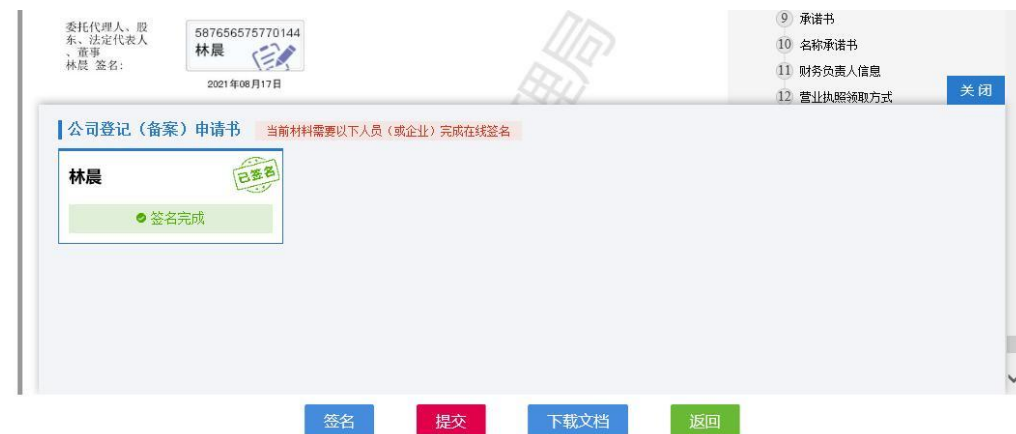 委托代理人、股
东、法定代表人
、董事
林晨 签名:
587656575770144
林晨
2021年08月17日
理局
9 承诺书
10 名称承诺书
11 财务负责人信息
12 营业执照领取方式
关闭
公司登记（备案）申请书 当前材料需要以下人员（或企业）完成在线签名
林晨
已签名
签名完成
签名 提交 下载文档 返回